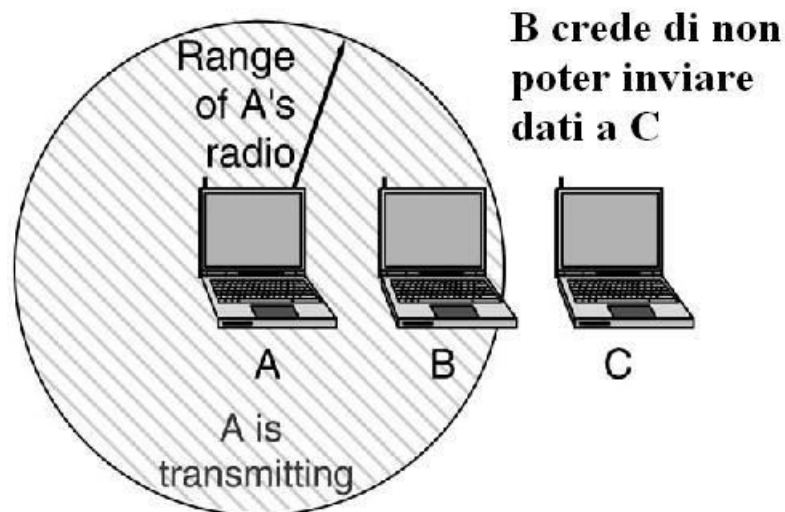 Range
of A's
radio
B crede di non
poter inviare
dati a C
A
B
C
A is
transmitting